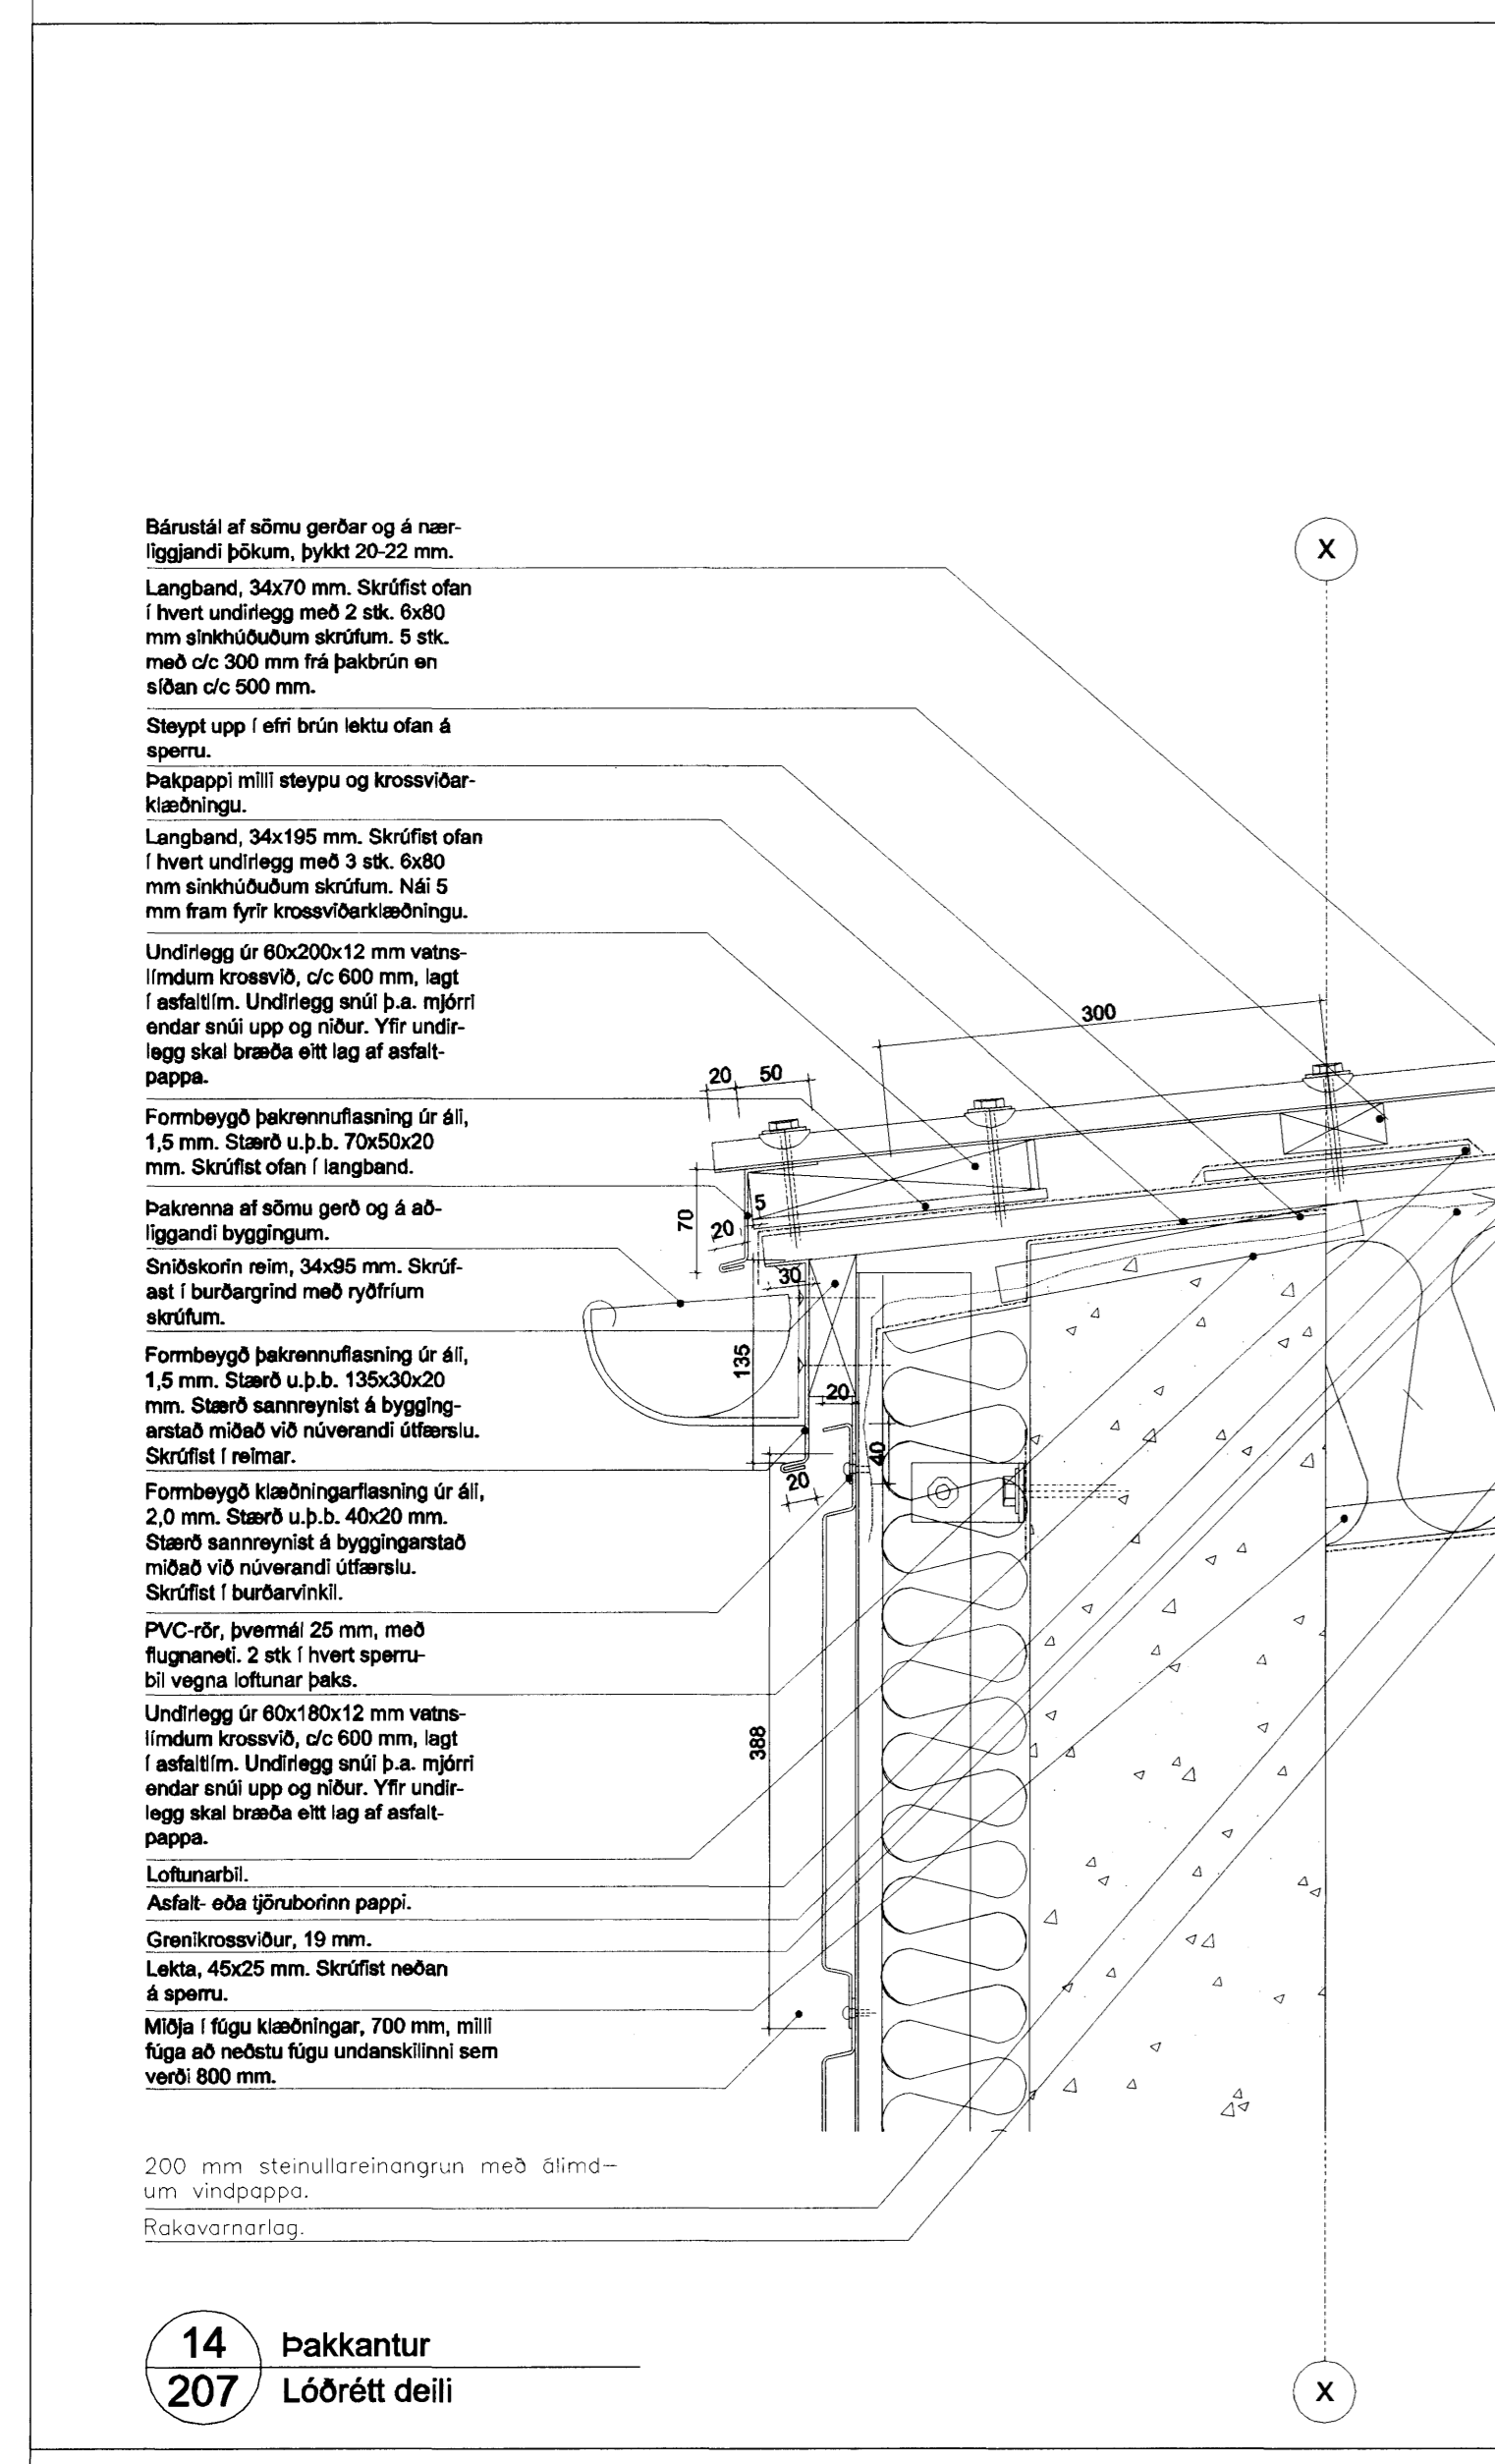 Bárustál af sömu gerðar og á nær-
liggjandi þökum, þykkt 20-22 mm.
Langband, 34x70 mm. Skrúfist ofan
í hvert undirlegg með 2 stk. 6x80
mm sinkhúðuðum skrúfum. 5 stk.
með c/c 300 mm frá þakbrún en
síðan c/c 500 mm.
Steypt upp í efri brún lektu ofan á
sperru.
Þakpappi milli steypu og krossviðar-
klæðningu.
Langband, 34x195 mm. Skrúfist ofan
í hvert undirlegg með 3 stk. 6x80
mm sinkhúðuðum skrúfum. Nái 5
mm fram fyrir krossviðarklæðningu.
Undirlegg úr 60x200x12 mm vatns-
límdum krossvið, c/c 600 mm, lagt
í asfaltlím. Undirlegg snúi þ.a. mjórri
endar snúi upp og niður. Yfir undir-
legg skal bræða eitt lag af asfalt-
pappa.
Formbeygð þakrennuflasning úr áli,
1,5 mm. Stærð u.þ.b. 70x50x20
mm. Skrúfist ofan í langband.
Þakrenna af sömu gerð og á að-
liggandi byggingum.
Sniðskorin reim, 34x95 mm. Skrúf-
ast í burðargrind með ryðfríum
skrúfum.
Formbeygð þakrennuflasning úr áli,
1,5 mm. Stærð u.þ.b. 135x30x20
mm. Stærð sannreynist á bygging-
arstað miðað við núverandi útfærslu.
Skrúfist í reimar.
Formbeygð klæðningarflasning úr áli,
2,0 mm. Stærð u.þ.b. 40x20 mm.
Stærð sannreynist á byggingarstað
miðað við núverandi útfærslu.
Skrúfist í burðarvinkil.
PVC-rör, þvermál 25 mm, með
flugnaneti. 2 stk í hvert sperru-
bil vegna loftunar þaks.
Undirlegg úr 60x180x12 mm vatns-
límdum krossvið, c/c 600 mm, lagt
í asfaltlím. Undirlegg snúi þ.a. mjórri
endar snúi upp og niður. Yfir undir-
legg skal bræða eitt lag af asfalt-
pappa.
Loftunarbil.
Asfalt- eða tjöruborinn pappi.
Grenikrossviður, 19 mm.
Lekta, 45x25 mm. Skrúfist neðan
á sperru.
Miðja í fúgu klæðningar, 700 mm, milli
fúga að neðstu fúgu undanskilinni sem
verði 800 mm.
200 mm steinullareinangrun með álímd-
um vindpappa.
Rakavarnarlag.
X
300
20 50
5
70
20
30
135
20
40
20
388
14
207
Þakkantur
Lóðrétt deili
X